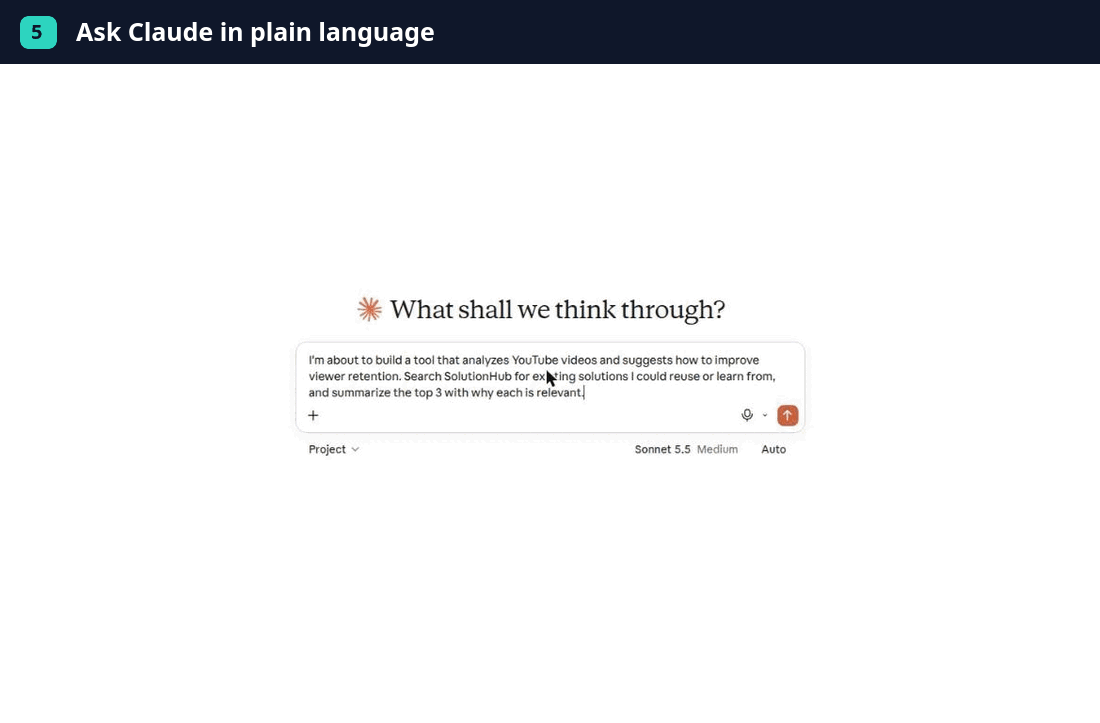 5 Ask Claude in plain language
What shall we think through?
I'm about to build a tool that analyzes YouTube videos and suggests how to improve
viewer retention. Search SolutionHub for existing solutions I could reuse or learn from,
and summarize the top 3 with why each is relevant.
Project Sonnet 5.5 Medium Auto